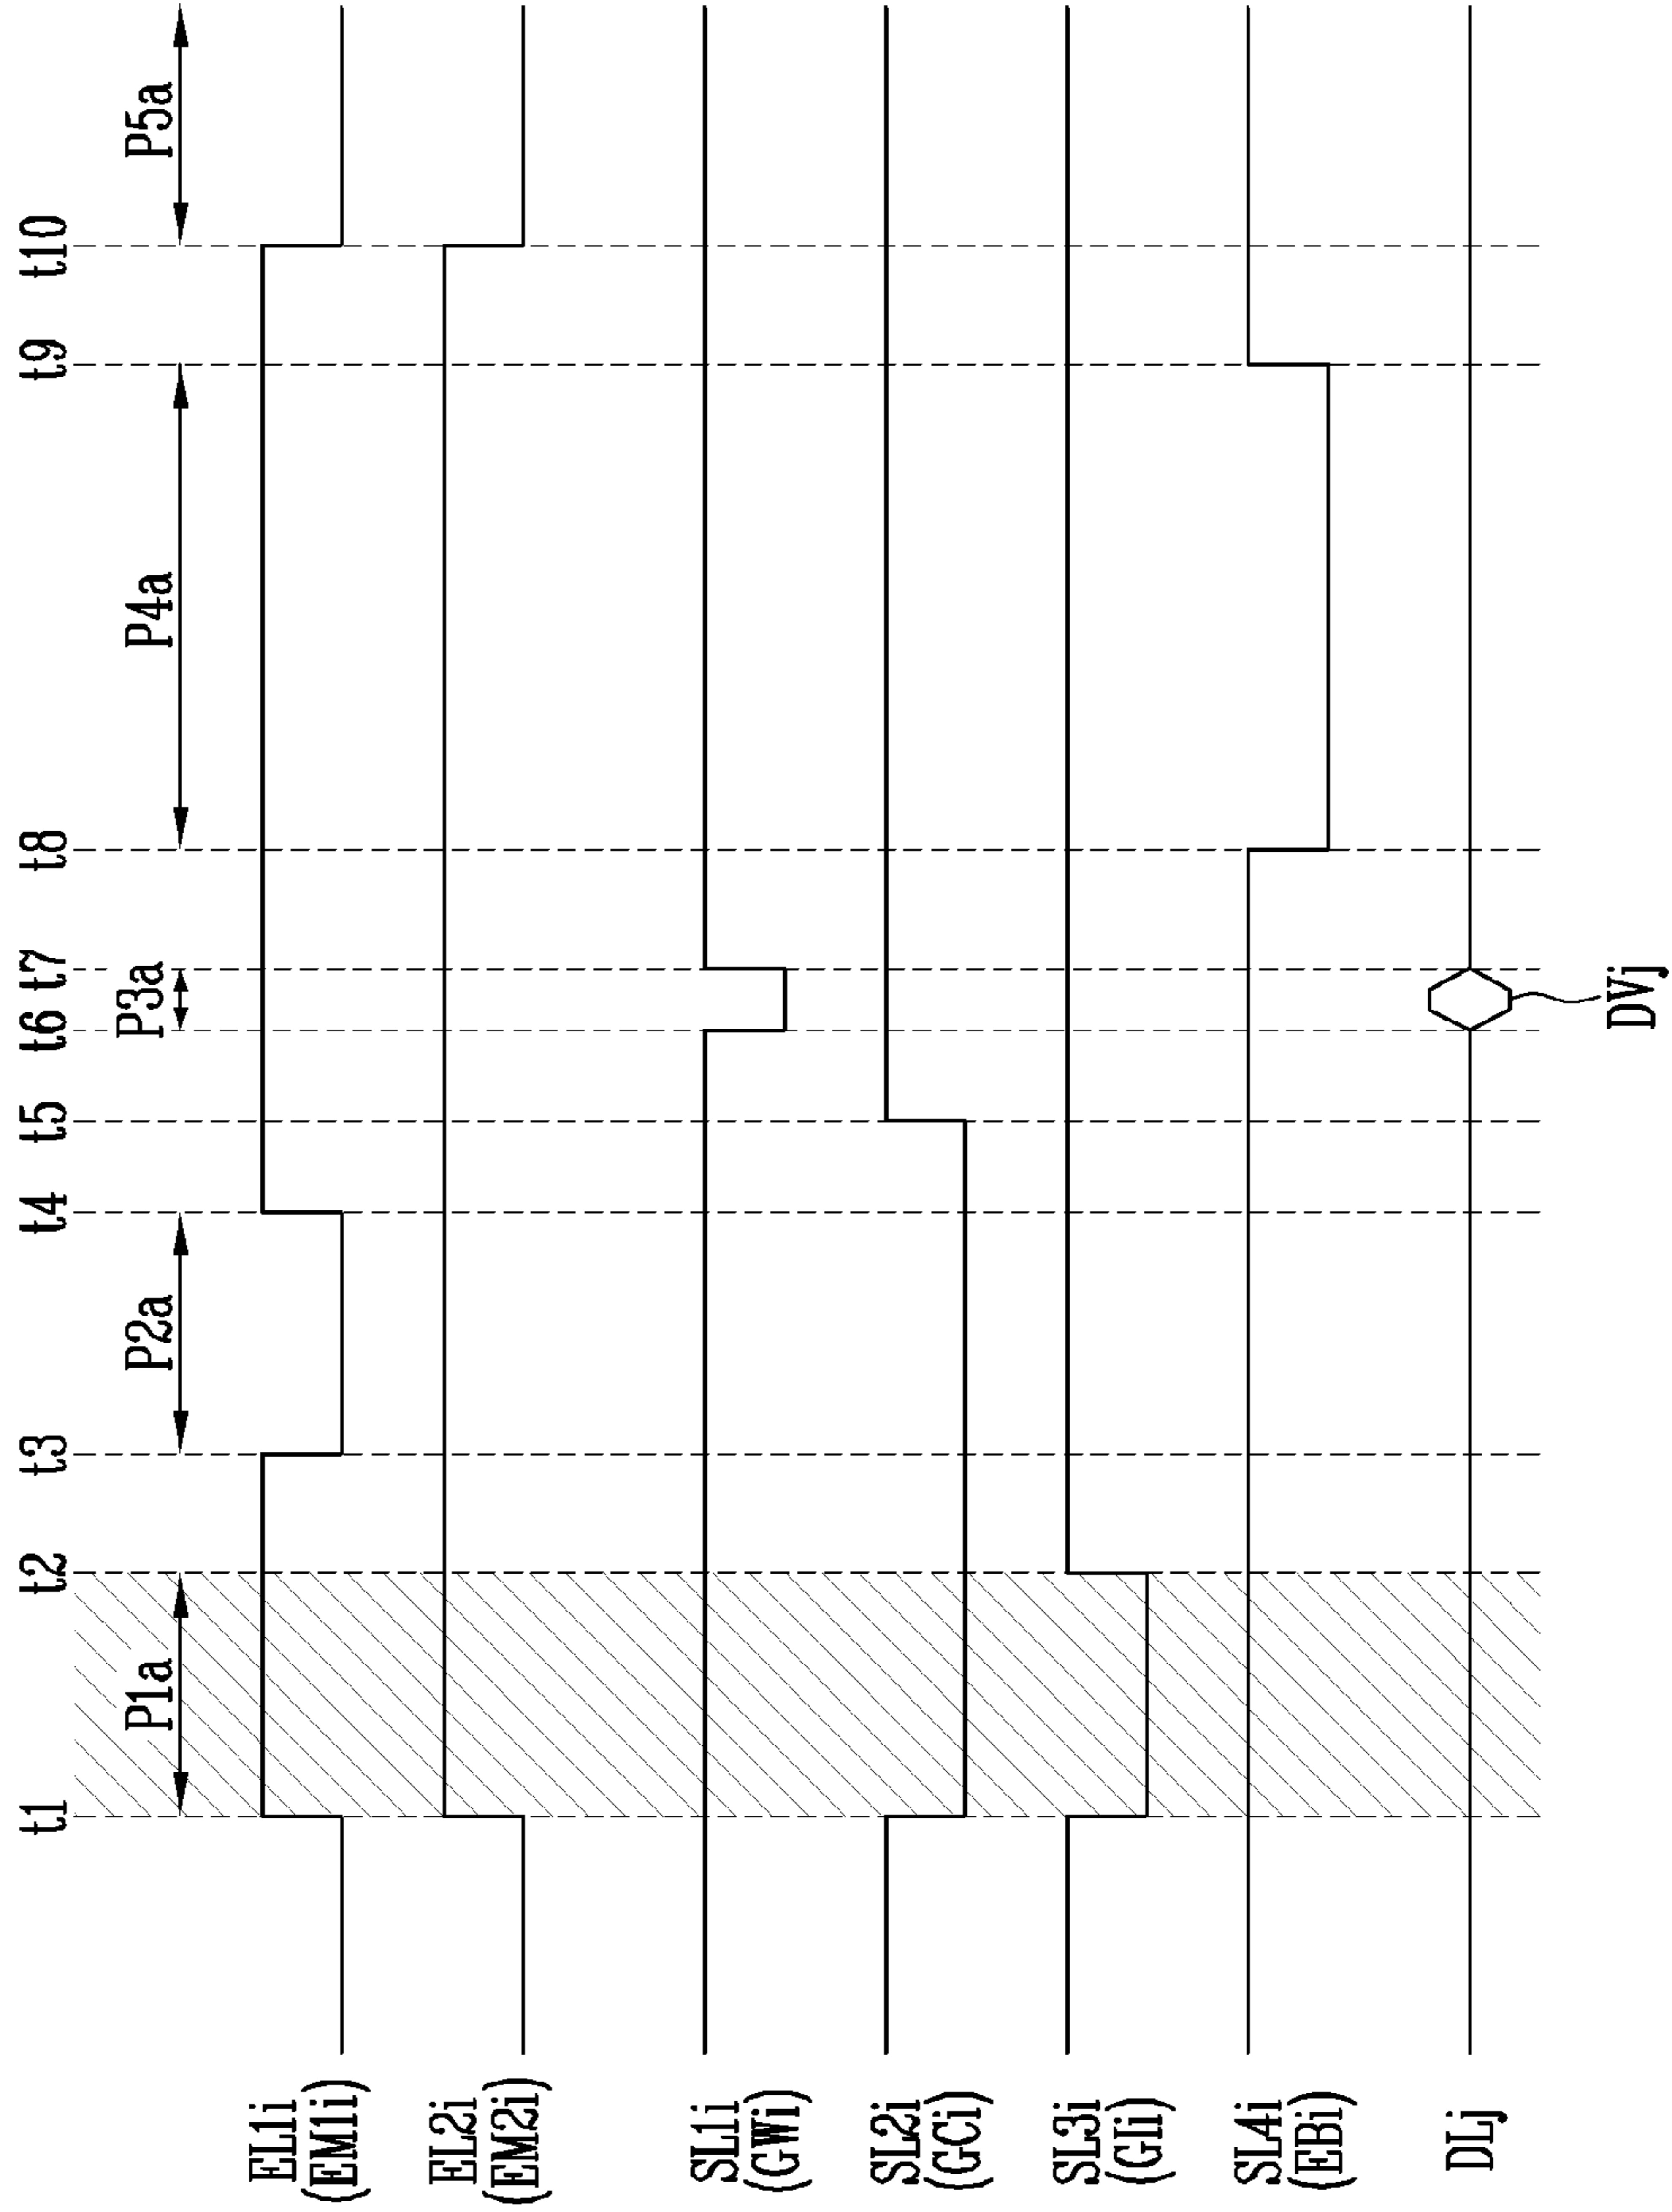 t1 t2 t3 t4 t5 t6 t7 t8 t9 t10
P1a P2a P3a P4a P5a
EL1i
(EM1i)
EL2i
(EM2i)
SL1i
(GWi)
SL2i
(GCi)
SL3i
(GIi)
SL4i
(EBi)
DLj
DVj